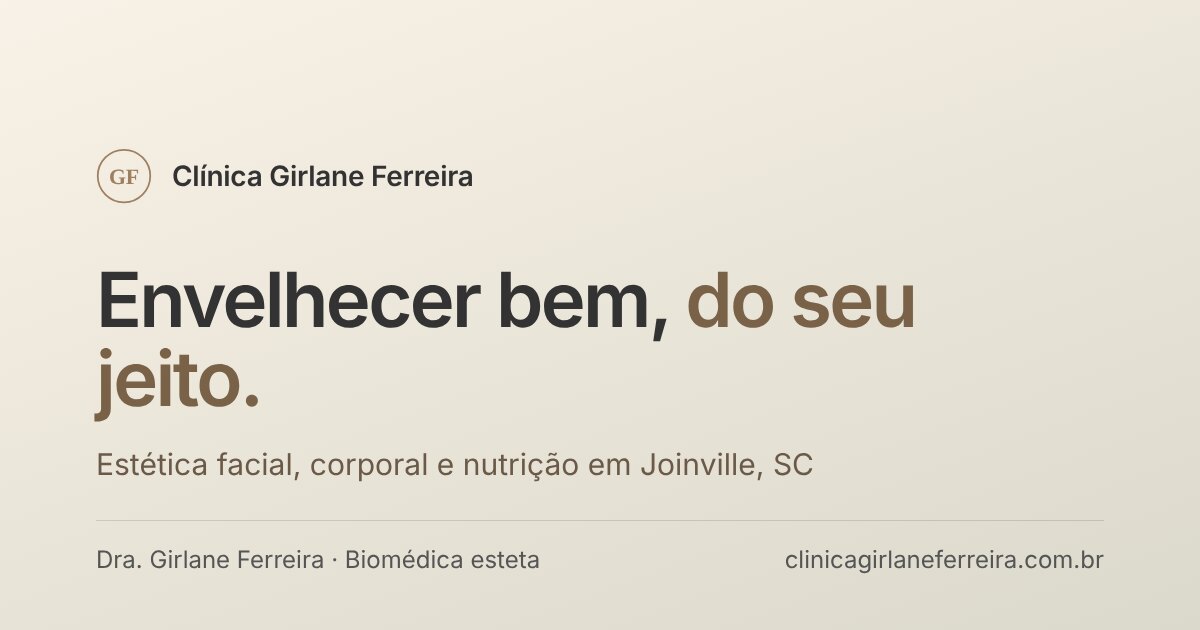 GF
Clínica Girlane Ferreira
Envelhecer bem, do seu
jeito.
Estética facial, corporal e nutrição em Joinville, SC
Dra. Girlane Ferreira · Biomédica esteta
clinicagirlaneferreira.com.br